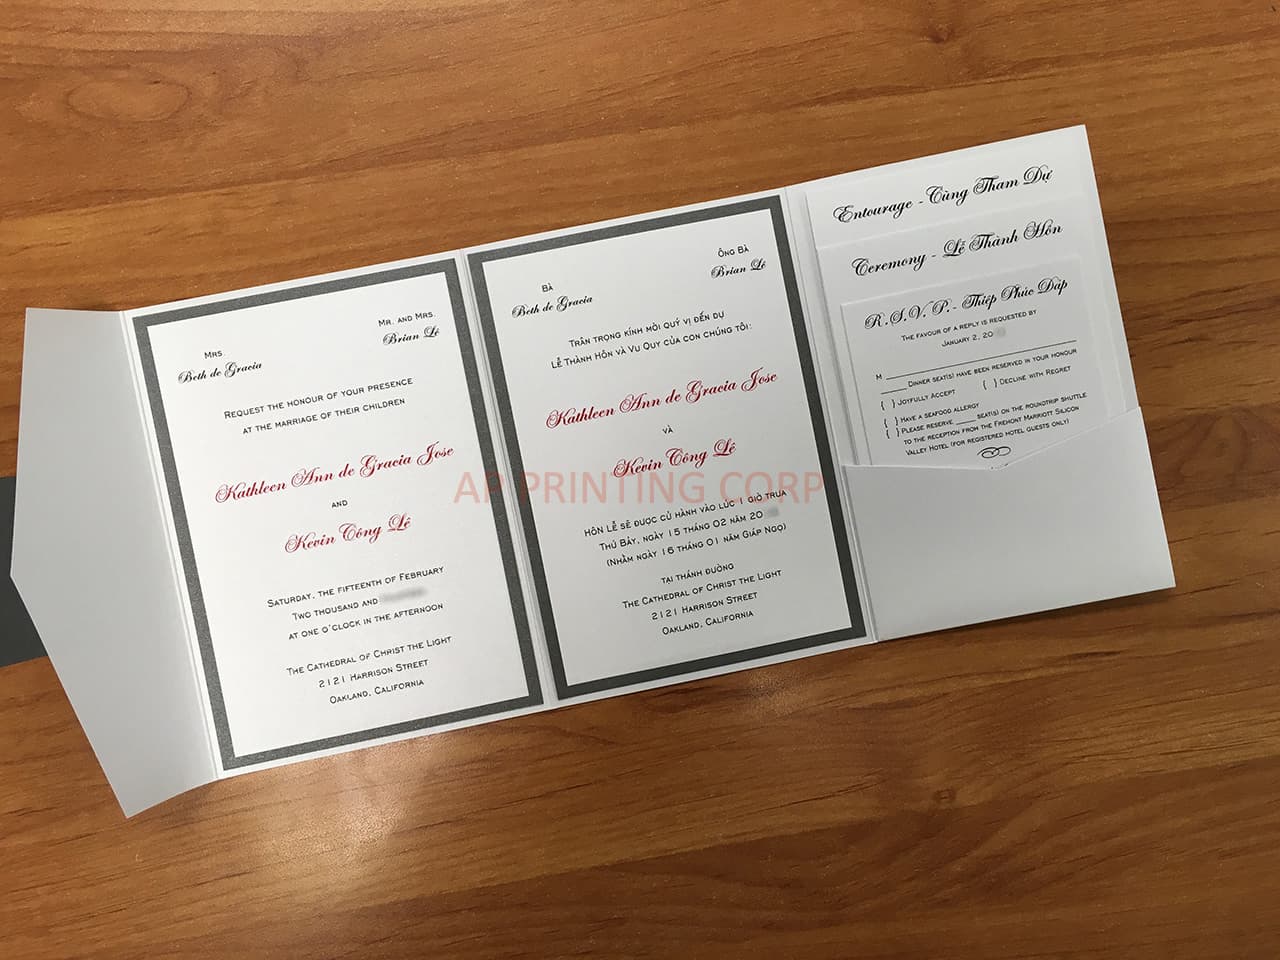 Mrs.
Beth de Gracia
Mr. and Mrs.
Brian Lê
Request the honour of your presence
at the marriage of their children
Kathleen Ann de Gracia Jose
and
Kevin Công Lê
Saturday, the fifteenth of February
Two thousand and
at one o'clock in the afternoon
The Cathedral of Christ the Light
2121 Harrison Street
Oakland, California
Bà
Beth de Gracia
Ông Bà
Brian Lê
Trân trọng kính mời quý vị đến dự
Lễ Thành Hôn và Vu Quy của con chúng tôi:
Kathleen Ann de Gracia Jose
và
Kevin Công Lê
Hôn lễ sẽ được cử hành vào lúc 1 giờ trưa
Thứ Bảy, ngày 15 tháng 02 năm 20
(Nhằm ngày 16 tháng 01 năm Giáp Ngọ)
tại thánh đường
The Cathedral of Christ the Light
2121 Harrison Street
Oakland, California
Entourage - Cùng Tham Dự
Ceremony - Lễ Thành Hôn
R.S.V.P. - Thiệp Phúc Đáp
The favour of a reply is requested by
January 2, 20
M
Dinner seat(s) have been reserved in your honour
( ) Joyfully Accept ( ) Decline with Regret
( ) Have a seafood allergy
( ) Please reserve ____ seat(s) on the roundtrip shuttle
to the reception from the Fremont Marriott Silicon
Valley Hotel (for registered hotel guests only)
AP PRINTING CORP